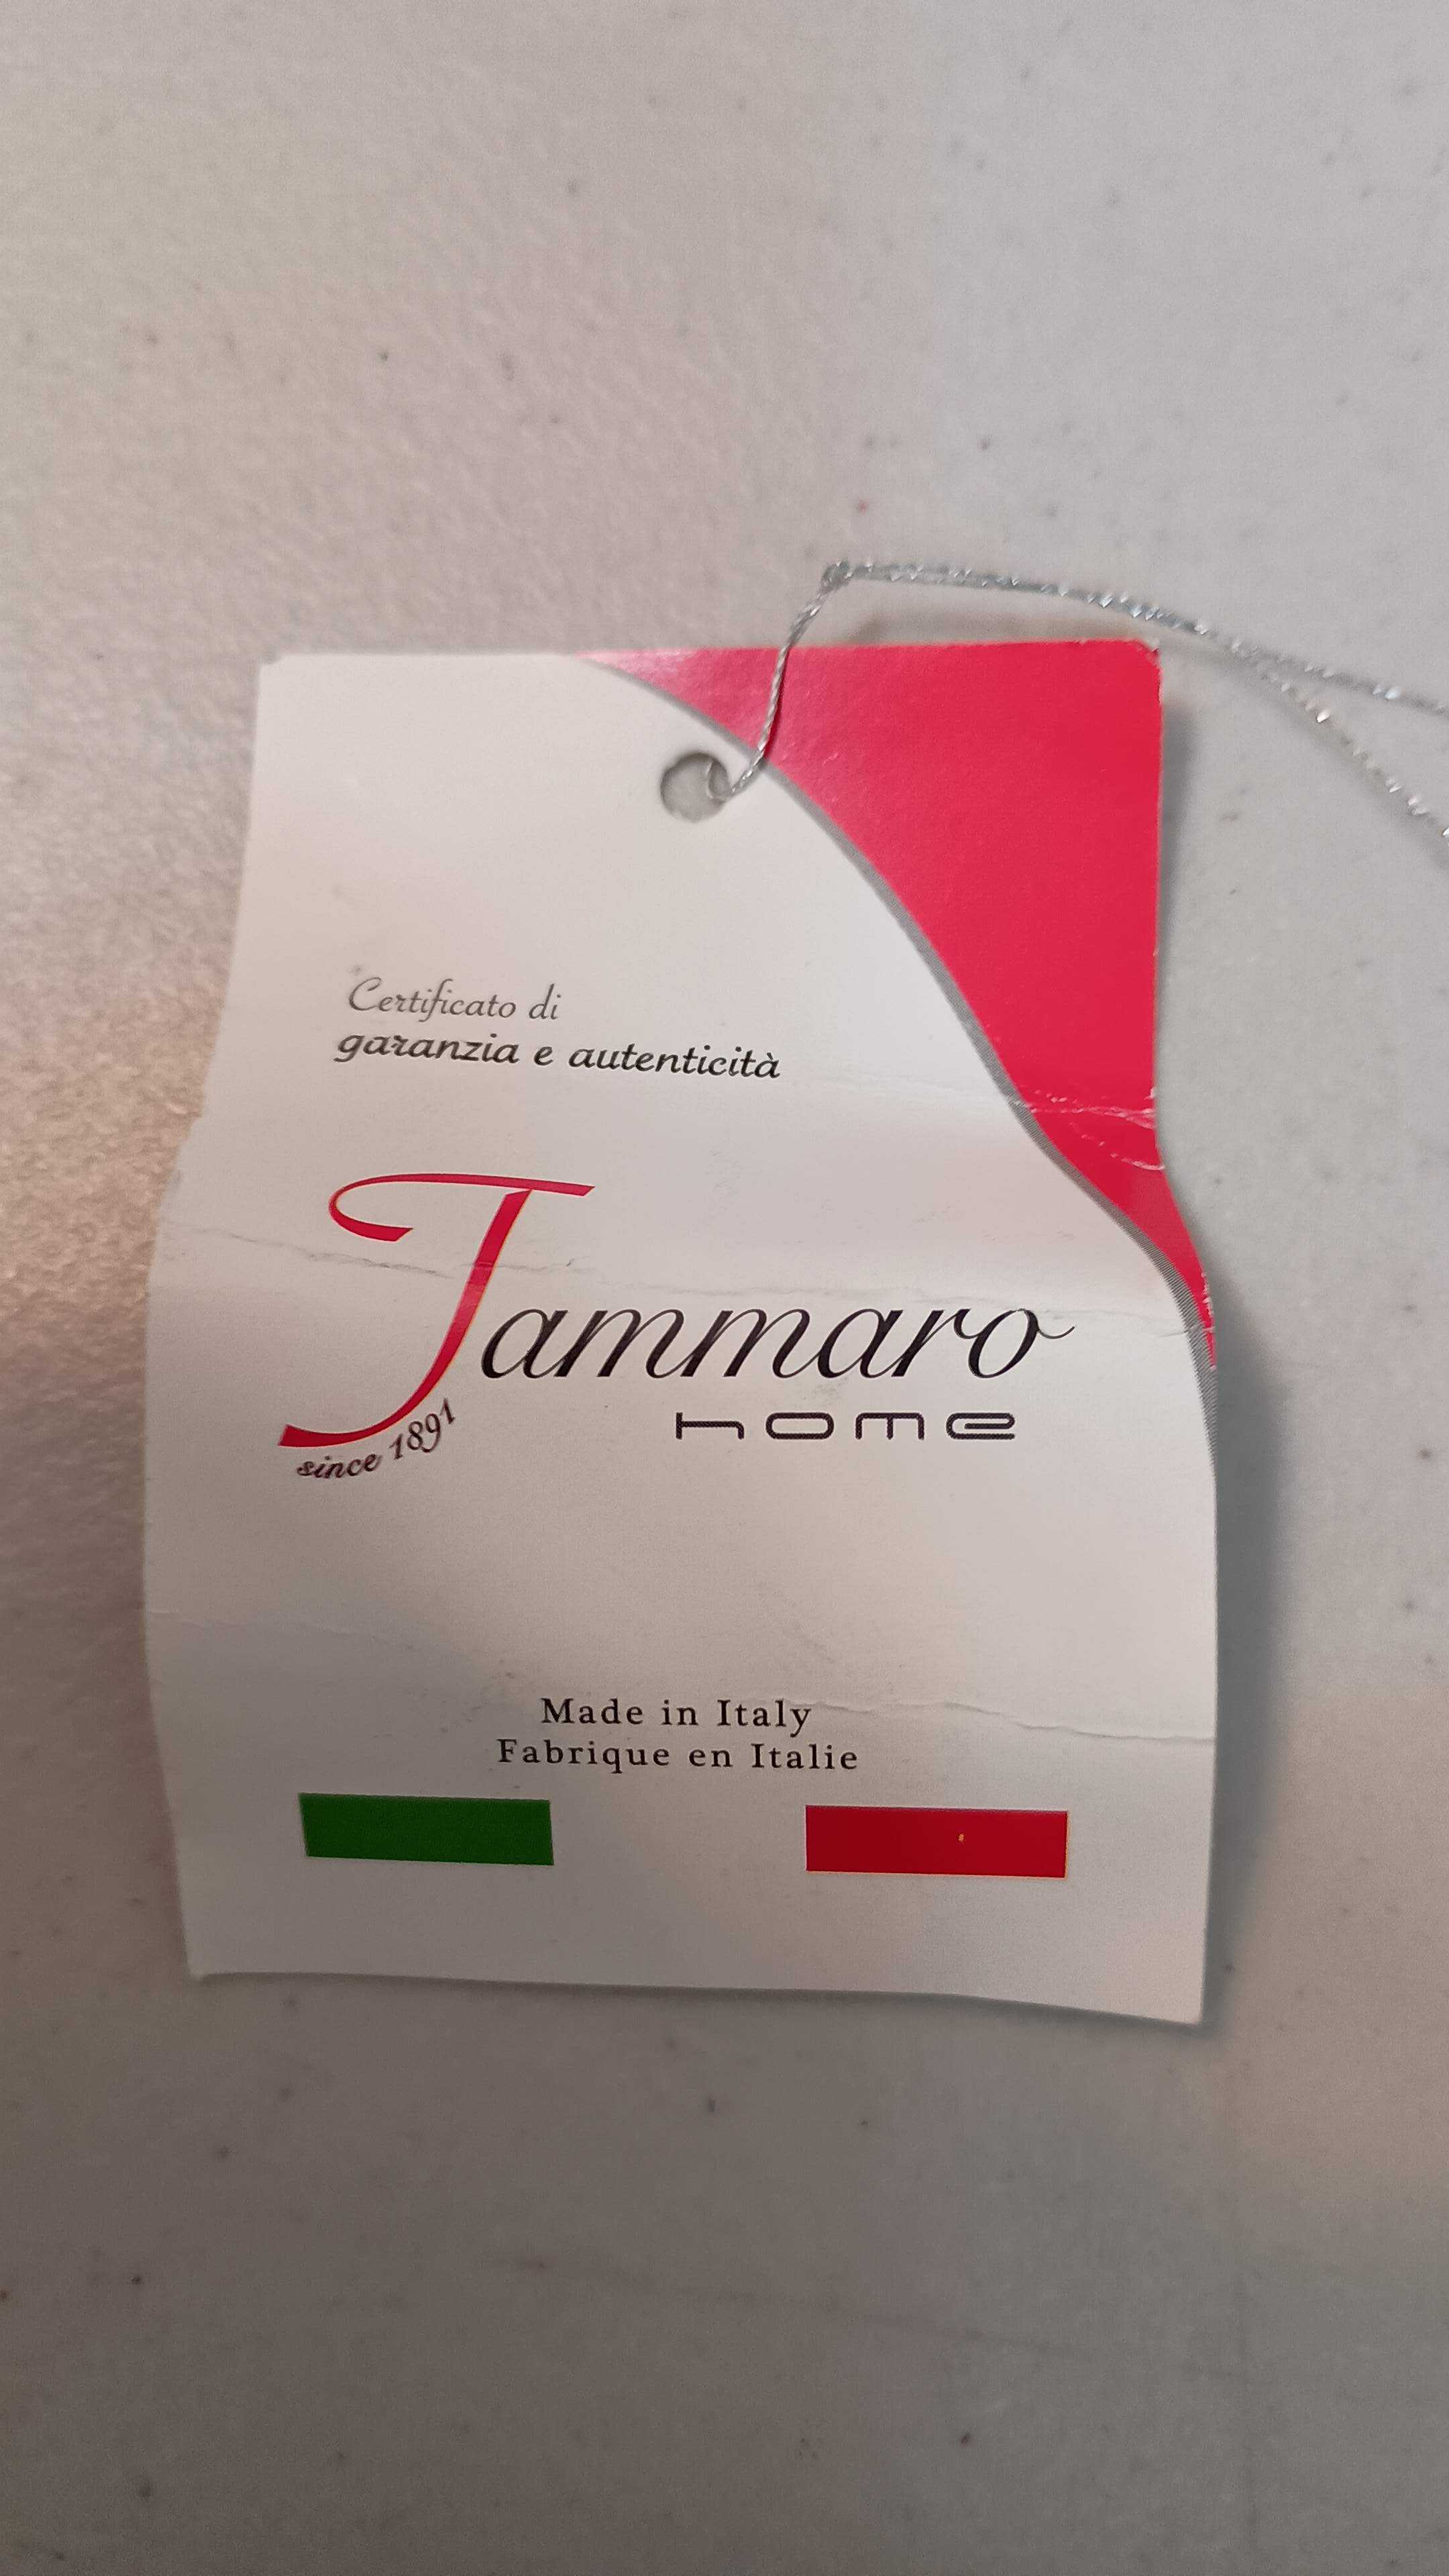 Certificato di
garanzia e autenticità
Tammaro
home
since 1891
Made in Italy
Fabrique en Italie